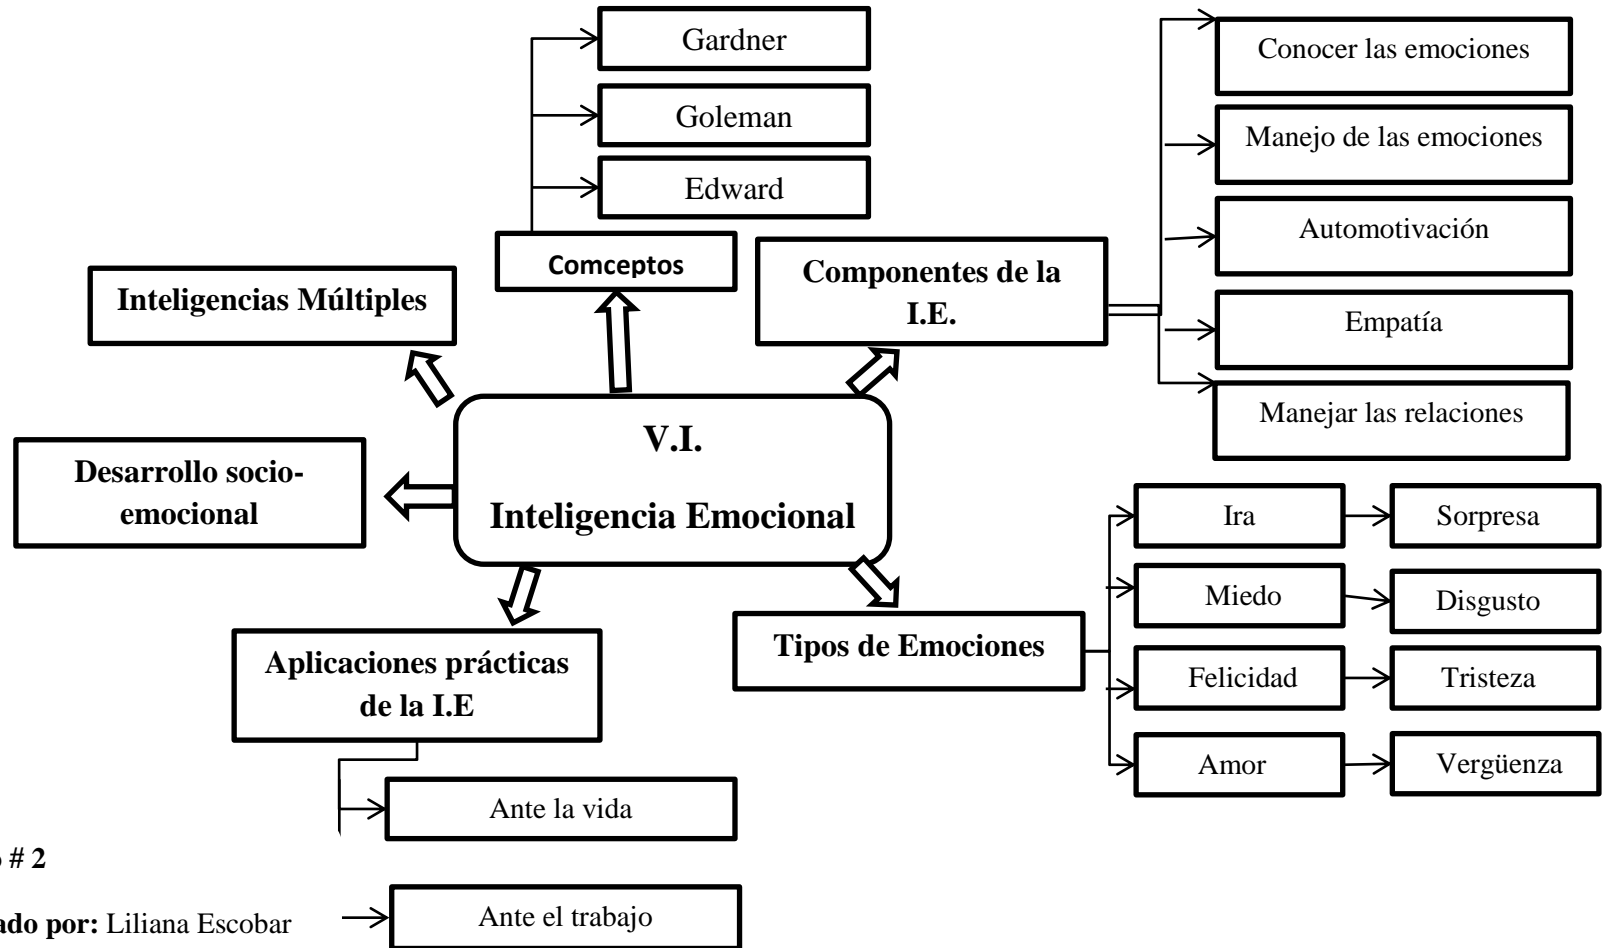 Gardner
Goleman
Edward
Comceptos
Conocer las emociones
Manejo de las emociones
Automotivación
Empatía
Manejar las relaciones
Componentes de la
I.E.
Inteligencias Múltiples
V.I.
Inteligencia Emocional
Desarrollo socio-
emocional
Ira
Sorpresa
Miedo
Disgusto
Felicidad
Tristeza
Amor
Vergüenza
Tipos de Emociones
Aplicaciones prácticas
de la I.E
Ante la vida
Ante el trabajo
# 2
por: Liliana Escobar